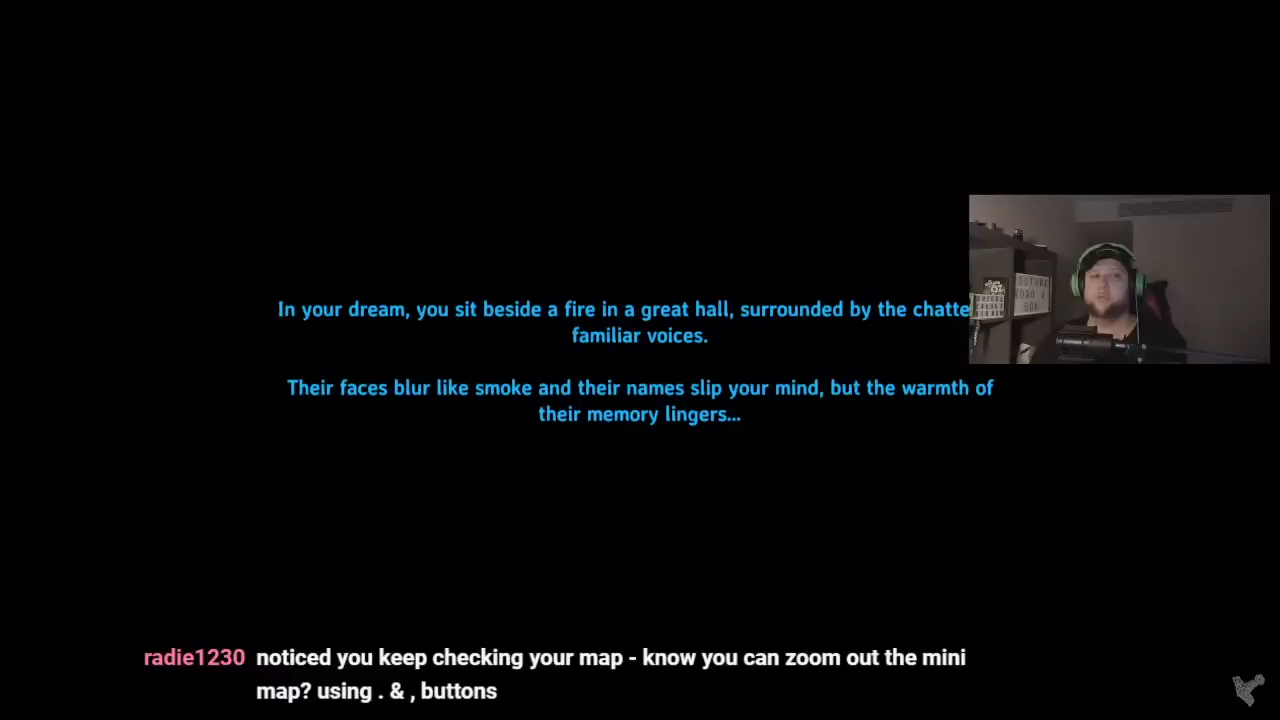 In your dream, you sit beside a fire in a great hall, surrounded by the chatte
familiar voices.
Their faces blur like smoke and their names slip your mind, but the warmth of
their memory lingers...
radie1230 noticed you keep checking your map - know you can zoom out the mini
map? using . & , buttons